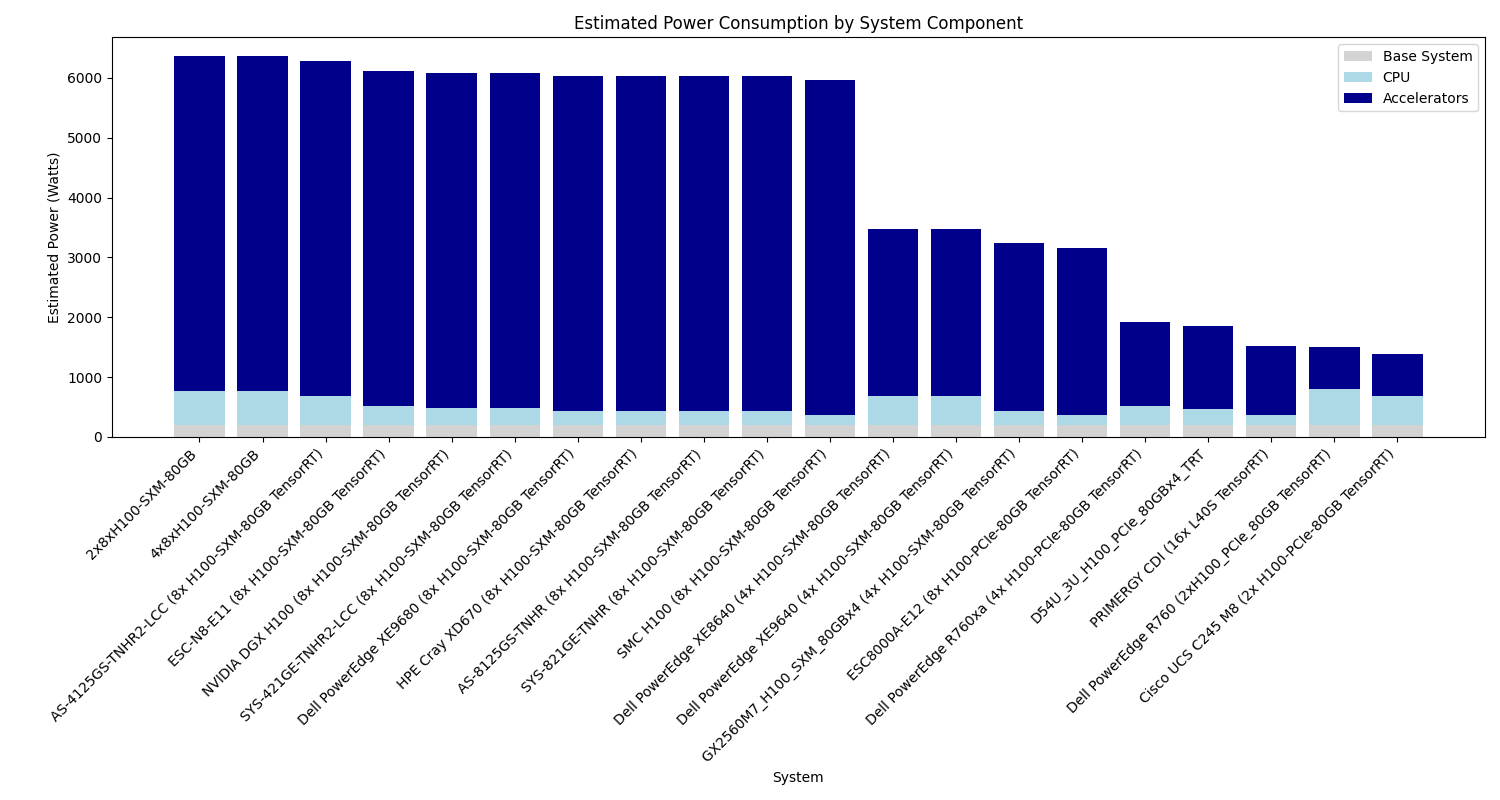 Estimated Power Consumption by System Component
Base System
CPU
Accelerators
Estimated Power (Watts)
6000
5000
4000
3000
2000
1000
0
2x8xH100-SXM-80GB
4x8xH100-SXM-80GB
AS-4125GS-TNHR2-LCC (8x H100-SXM-80GB TensorRT)
ESC-N8-E11 (8x H100-SXM-80GB TensorRT)
NVIDIA DGX H100 (8x H100-SXM-80GB TensorRT)
SYS-421GE-TNHR2-LCC (8x H100-SXM-80GB TensorRT)
Dell PowerEdge XE9680 (8x H100-SXM-80GB TensorRT)
HPE Cray XD670 (8x H100-SXM-80GB TensorRT)
AS-8125GS-TNHR (8x H100-SXM-80GB TensorRT)
SYS-821GE-TNHR (8x H100-SXM-80GB TensorRT)
SMC H100 (8x H100-SXM-80GB TensorRT)
Dell PowerEdge XE8640 (4x H100-SXM-80GB TensorRT)
Dell PowerEdge XE9640 (4x H100-SXM-80GB TensorRT)
GX2560M7_H100_SXM_80GBx4 (4x H100-SXM-80GB TensorRT)
ESC8000A-E12 (8x H100-PCIe-80GB TensorRT)
Dell PowerEdge R760xa (4x H100-PCIe-80GB TensorRT)
D54U_3U_H100_PCIe_80GBx4_TRT
PRIMERGY CDI (16x L40S TensorRT)
Dell PowerEdge R760 (2xH100_PCIe_80GB TensorRT)
Cisco UCS C245 M8 (2x H100-PCIe-80GB TensorRT)
System